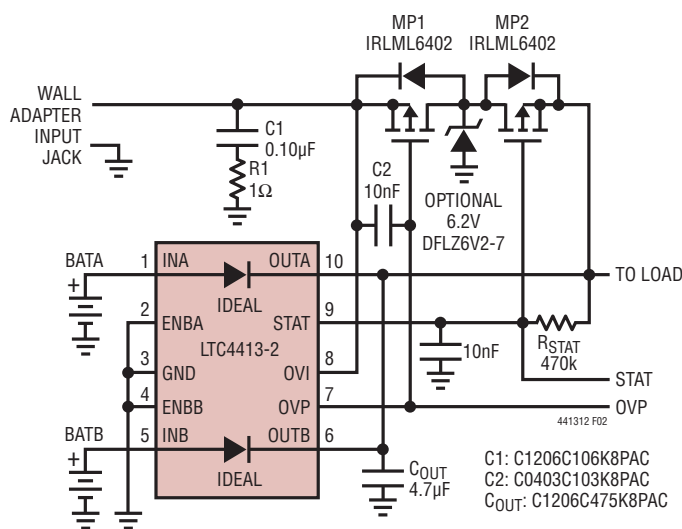 MP1
IRLML6402
MP2
IRLML6402
WALL
ADAPTER
INPUT
JACK
C1
0.10µF
R1
1Ω
C2
10nF
OPTIONAL
6.2V
DFLZ6V2-7
BATA
+
1
INA
OUTA
10
TO LOAD
IDEAL
2
ENBA
STAT
9
LTC4413-2
10nF
RSTAT
470k
3
GND
OVI
8
STAT
4
ENBB
OVP
7
OVP
441312 F02
BATB
+
5
INB
OUTB
6
IDEAL
COUT
4.7µF
C1: C1206C106K8PAC
C2: C0403C103K8PAC
COUT: C1206C475K8PAC